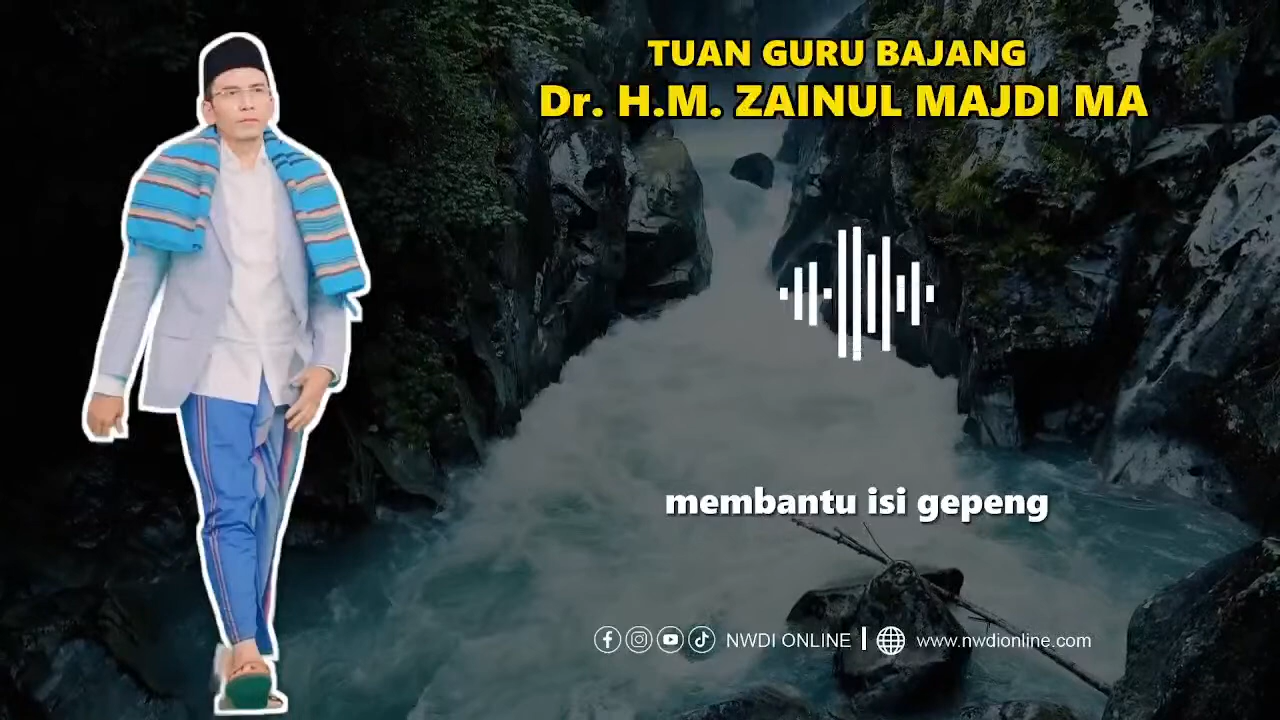 TUAN GURU BAJANG
Dr. H.M. ZAINUL MAJDI MA
membantu isi gepeng
NWDI ONLINE | www.nwdionline.com